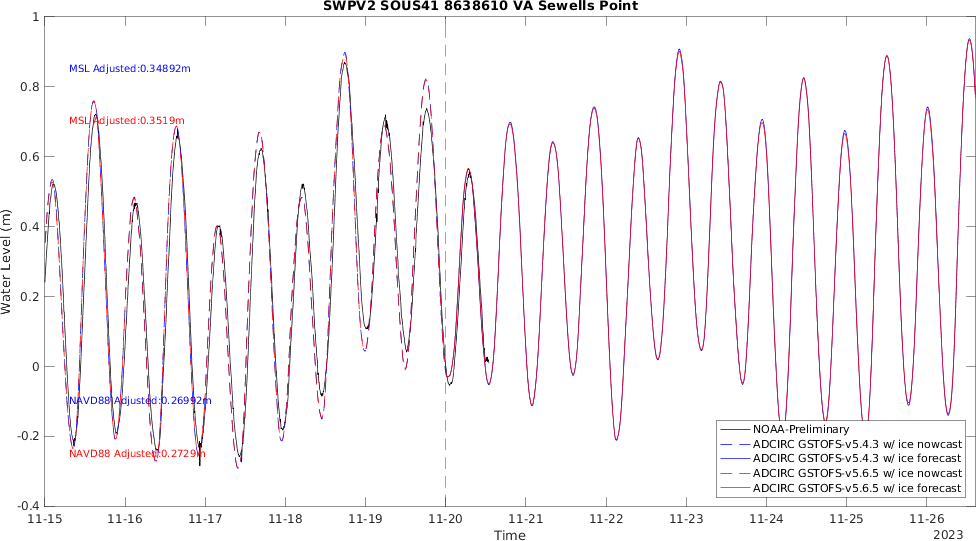 SWPV2 SOUS41 8638610 VA Sewells Point
1
0.8
0.6
0.4
0.2
0
-0.2
-0.4
Water Level (m)
MSL Adjusted:0.34892m
MSL Adjusted:0.3519m
NAVD88 Adjusted:0.26992m
NAVD88 Adjusted:0.2729m
NOAA-Preliminary
ADCIRC GSTOFS-v5.4.3 w/ ice nowcast
ADCIRC GSTOFS-v5.4.3 w/ ice forecast
ADCIRC GSTOFS-v5.6.5 w/ ice nowcast
ADCIRC GSTOFS-v5.6.5 w/ ice forecast
11-15 11-16 11-17 11-18 11-19 11-20 11-21 11-22 11-23 11-24 11-25 11-26
Time
2023